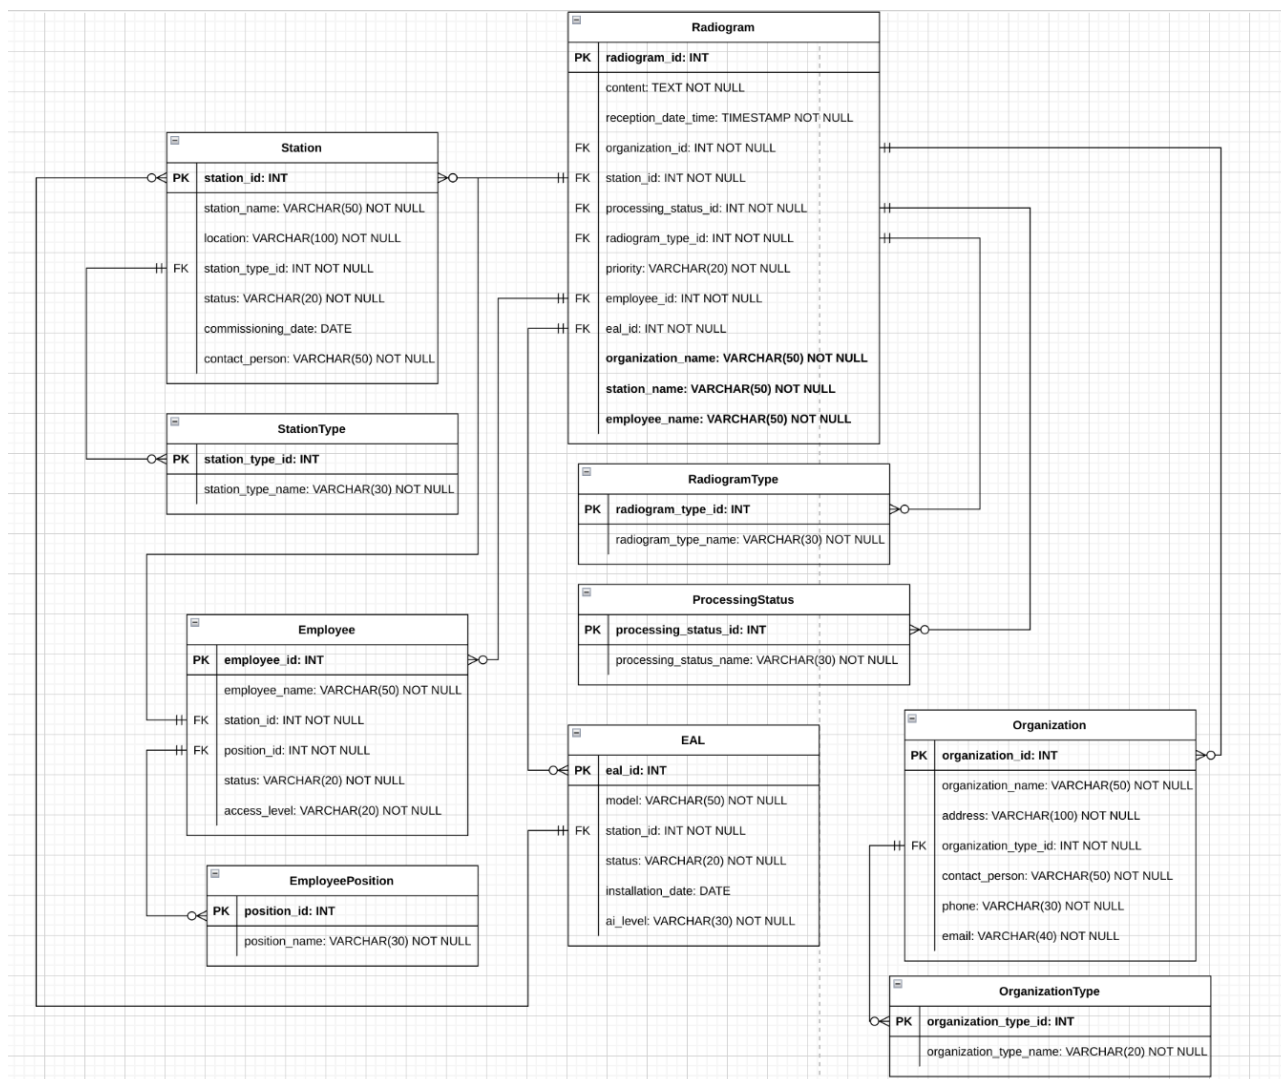 Radiogram
PK radiogram_id: INT
content: TEXT NOT NULL
reception_date_time: TIMESTAMP NOT NULL
FK organization_id: INT NOT NULL
FK station_id: INT NOT NULL
FK processing_status_id: INT NOT NULL
FK radiogram_type_id: INT NOT NULL
priority: VARCHAR(20) NOT NULL
FK employee_id: INT NOT NULL
FK eal_id: INT NOT NULL
organization_name: VARCHAR(50) NOT NULL
station_name: VARCHAR(50) NOT NULL
employee_name: VARCHAR(50) NOT NULL
Station
PK station_id: INT
station_name: VARCHAR(50) NOT NULL
location: VARCHAR(100) NOT NULL
FK station_type_id: INT NOT NULL
status: VARCHAR(20) NOT NULL
commissioning_date: DATE
contact_person: VARCHAR(50) NOT NULL
StationType
PK station_type_id: INT
station_type_name: VARCHAR(30) NOT NULL
RadiogramType
PK radiogram_type_id: INT
radiogram_type_name: VARCHAR(30) NOT NULL
ProcessingStatus
PK processing_status_id: INT
processing_status_name: VARCHAR(30) NOT NULL
Employee
PK employee_id: INT
employee_name: VARCHAR(50) NOT NULL
FK station_id: INT NOT NULL
FK position_id: INT NOT NULL
status: VARCHAR(20) NOT NULL
access_level: VARCHAR(20) NOT NULL
EmployeePosition
PK position_id: INT
position_name: VARCHAR(30) NOT NULL
EAL
PK eal_id: INT
model: VARCHAR(50) NOT NULL
FK station_id: INT NOT NULL
status: VARCHAR(20) NOT NULL
installation_date: DATE
ai_level: VARCHAR(30) NOT NULL
Organization
PK organization_id: INT
organization_name: VARCHAR(50) NOT NULL
address: VARCHAR(100) NOT NULL
FK organization_type_id: INT NOT NULL
contact_person: VARCHAR(50) NOT NULL
phone: VARCHAR(30) NOT NULL
email: VARCHAR(40) NOT NULL
OrganizationType
PK organization_type_id: INT
organization_type_name: VARCHAR(20) NOT NULL